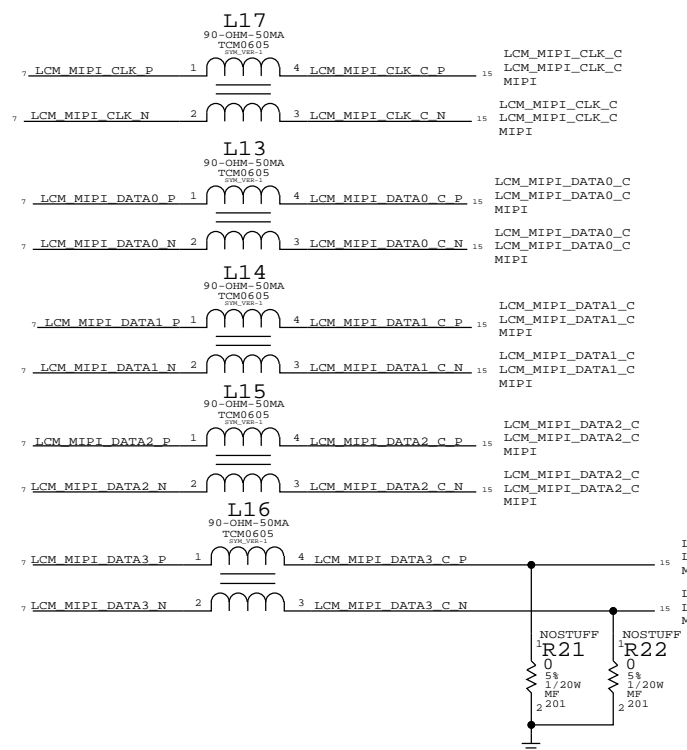 L17
90-OHM-50MA
TCM0605
SYM_VER-1
7 LCM_MIPI_CLK_P 1 4 LCM_MIPI_CLK_C_P 15
LCM_MIPI_CLK_C
LCM_MIPI_CLK_C
MIPI
7 LCM_MIPI_CLK_N 2 3 LCM_MIPI_CLK_C_N 15
LCM_MIPI_CLK_C
LCM_MIPI_CLK_C
MIPI
L13
90-OHM-50MA
TCM0605
SYM_VER-1
7 LCM_MIPI_DATA0_P 1 4 LCM_MIPI_DATA0_C_P 15
LCM_MIPI_DATA0_C
LCM_MIPI_DATA0_C
MIPI
7 LCM_MIPI_DATA0_N 2 3 LCM_MIPI_DATA0_C_N 15
LCM_MIPI_DATA0_C
LCM_MIPI_DATA0_C
MIPI
L14
90-OHM-50MA
TCM0605
SYM_VER-1
7 LCM_MIPI_DATA1_P 1 4 LCM_MIPI_DATA1_C_P 15
LCM_MIPI_DATA1_C
LCM_MIPI_DATA1_C
MIPI
7 LCM_MIPI_DATA1_N 2 3 LCM_MIPI_DATA1_C_N 15
LCM_MIPI_DATA1_C
LCM_MIPI_DATA1_C
MIPI
L15
90-OHM-50MA
TCM0605
SYM_VER-1
7 LCM_MIPI_DATA2_P 1 4 LCM_MIPI_DATA2_C_P 15
LCM_MIPI_DATA2_C
LCM_MIPI_DATA2_C
MIPI
7 LCM_MIPI_DATA2_N 2 3 LCM_MIPI_DATA2_C_N 15
LCM_MIPI_DATA2_C
LCM_MIPI_DATA2_C
MIPI
L16
90-OHM-50MA
TCM0605
SYM_VER-1
7 LCM_MIPI_DATA3_P 1 4 LCM_MIPI_DATA3_C_P 15
7 LCM_MIPI_DATA3_N 2 3 LCM_MIPI_DATA3_C_N 15
NOSTUFF
1 R21
0
5%
1/20W
MF
2 201
NOSTUFF
1 R22
0
5%
1/20W
MF
2 201